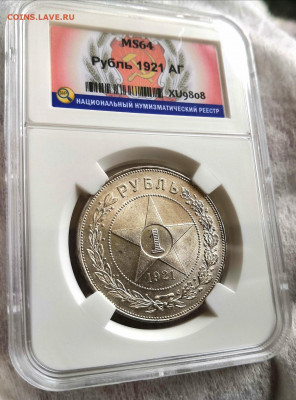 COINS.LAVE.RU
MS64
Рубль 1921 АГ
XU9808
НАЦИОНАЛЬНЫЙ НУМИЗМАТИЧЕСКИЙ РЕЕСТР
РУБЛЬ
1
1921